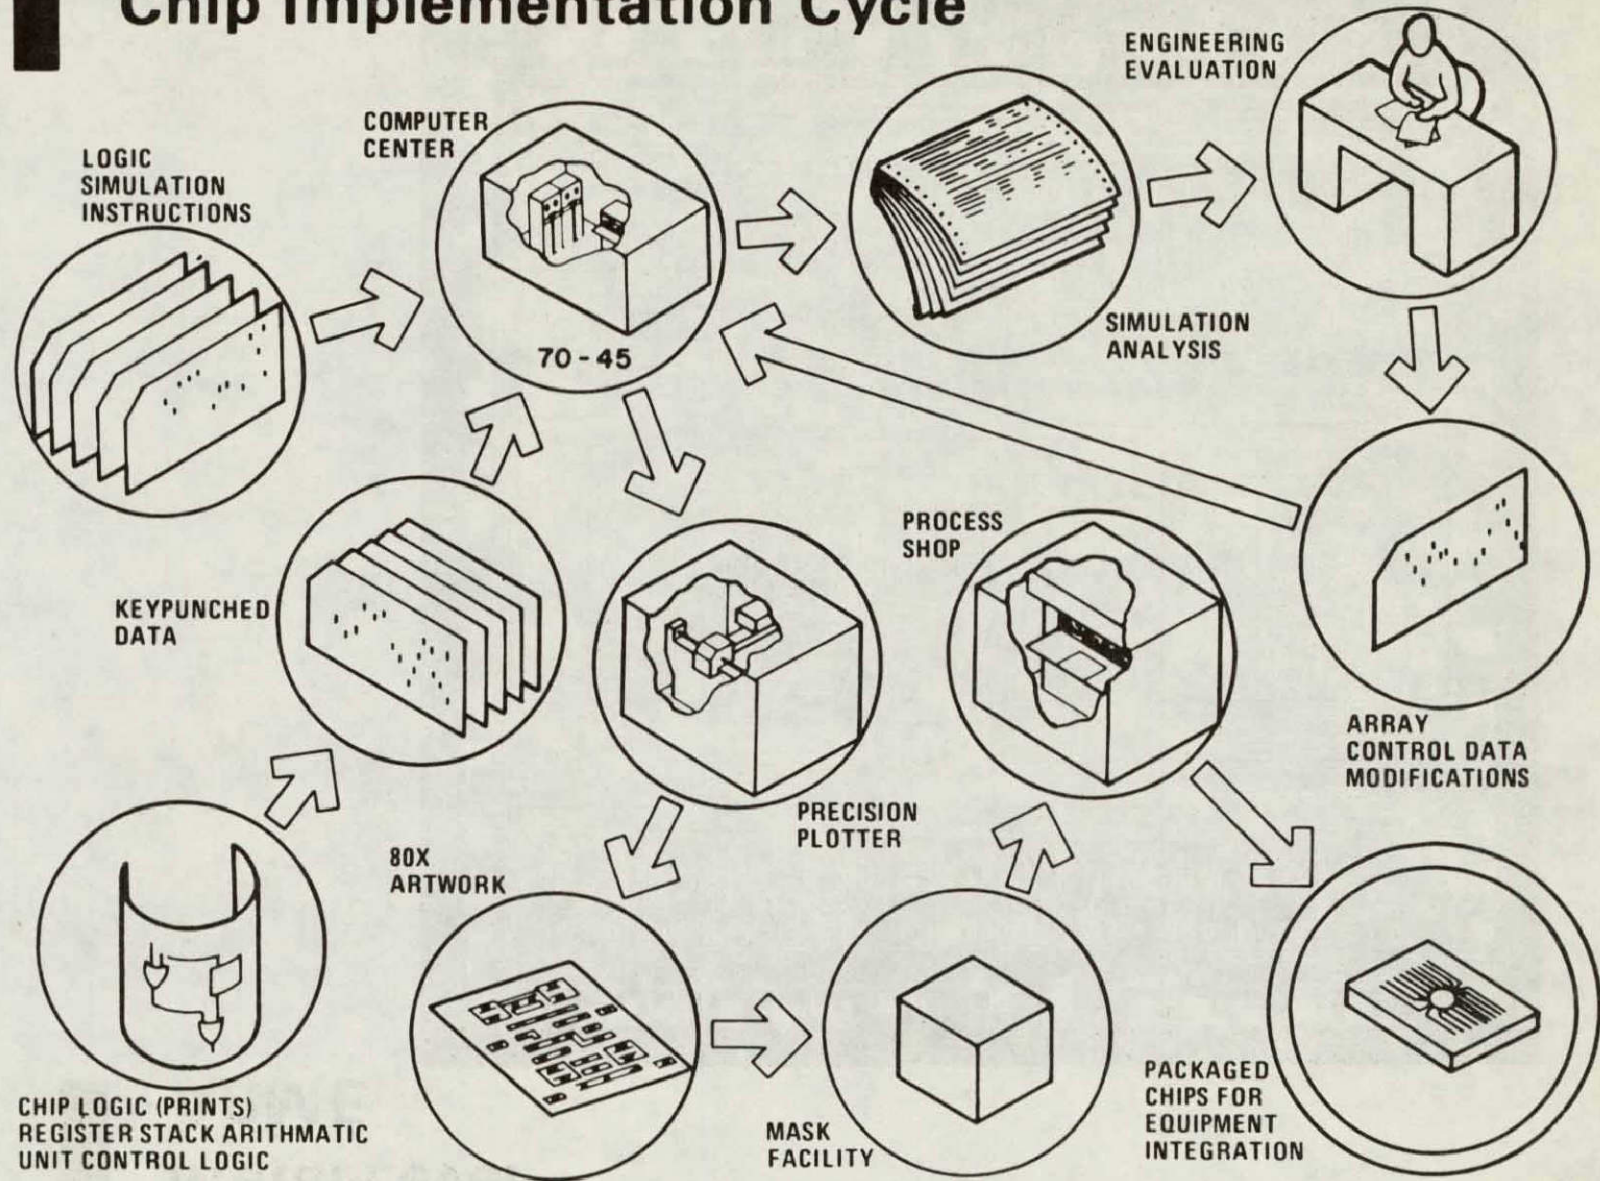 Chip Implementation Cycle
ENGINEERING
EVALUATION
COMPUTER
CENTER
LOGIC
SIMULATION
INSTRUCTIONS
70-45
SIMULATION
ANALYSIS
PROCESS
SHOP
KEYPUNCHED
DATA
ARRAY
CONTROL DATA
MODIFICATIONS
PRECISION
PLOTTER
80X
ARTWORK
CHIP LOGIC (PRINTS)
REGISTER STACK ARITHMATIC
UNIT CONTROL LOGIC
MASK
FACILITY
PACKAGED
CHIPS FOR
EQUIPMENT
INTEGRATION